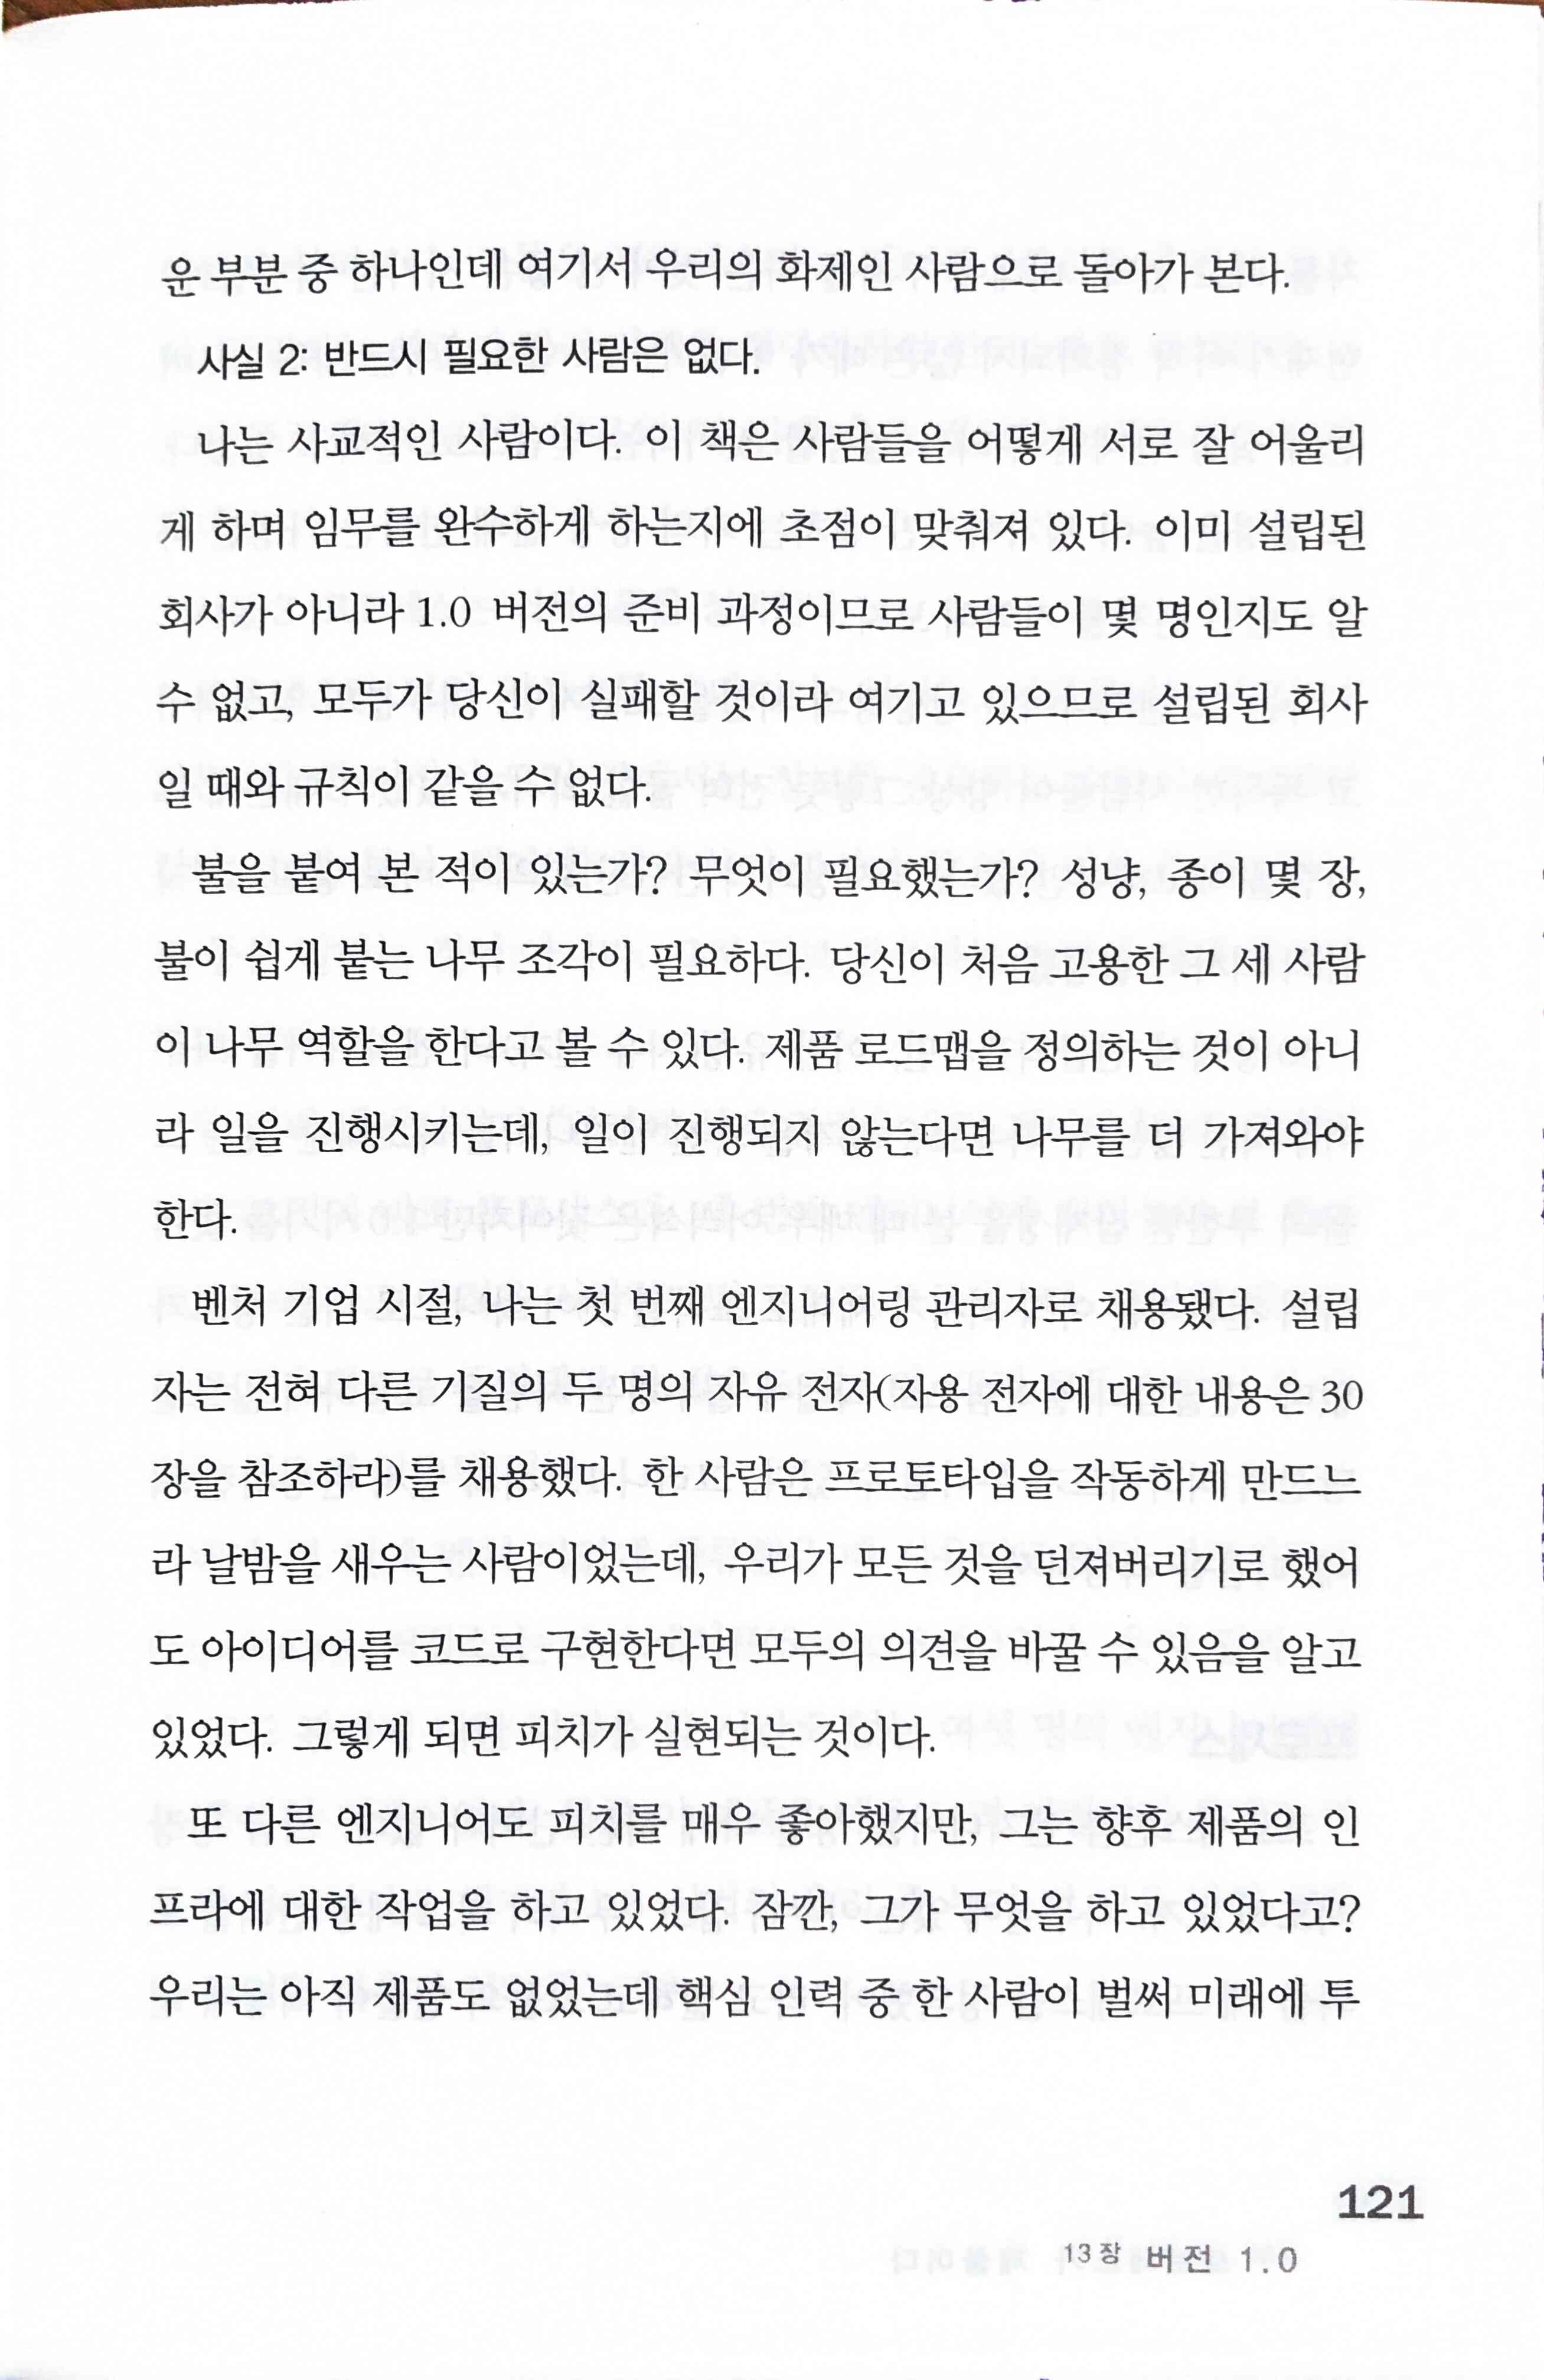 운 부분 중 하나인데 여기서 우리의 화제인 사람으로 돌아가 본다.
사실 2: 반드시 필요한 사람은 없다.
나는 사교적인 사람이다. 이 책은 사람들을 어떻게 서로 잘 어울리
게 하며 임무를 완수하게 하는지에 초점이 맞춰져 있다. 이미 설립된
회사가 아니라 1.0 버전의 준비 과정이므로 사람들이 몇 명인지도 알
수 없고, 모두가 당신이 실패할 것이라 여기고 있으므로 설립된 회사
일 때와 규칙이 같을 수 없다.
불을 붙여 본 적이 있는가? 무엇이 필요했는가? 성냥, 종이 몇 장,
불이 쉽게 붙는 나무 조각이 필요하다. 당신이 처음 고용한 그 세 사람
이 나무 역할을 한다고 볼 수 있다. 제품 로드맵을 정의하는 것이 아니
라 일을 진행시키는데, 일이 진행되지 않는다면 나무를 더 가져와야
한다.
벤처 기업 시절, 나는 첫 번째 엔지니어링 관리자로 채용됐다. 설립
자는 전혀 다른 기질의 두 명의 자유 전자(자용 전자에 대한 내용은 30
장을 참조하라)를 채용했다. 한 사람은 프로토타입을 작동하게 만드느
라 날밤을 새우는 사람이었는데, 우리가 모든 것을 던져버리기로 했어
도 아이디어를 코드로 구현한다면 모두의 의견을 바꿀 수 있음을 알고
있었다. 그렇게 되면 피치가 실현되는 것이다.
또 다른 엔지니어도 피치를 매우 좋아했지만, 그는 향후 제품의 인
프라에 대한 작업을 하고 있었다. 잠깐, 그가 무엇을 하고 있었다고?
우리는 아직 제품도 없었는데 핵심 인력 중 한 사람이 벌써 미래에 투
121
13장 버전 1.0